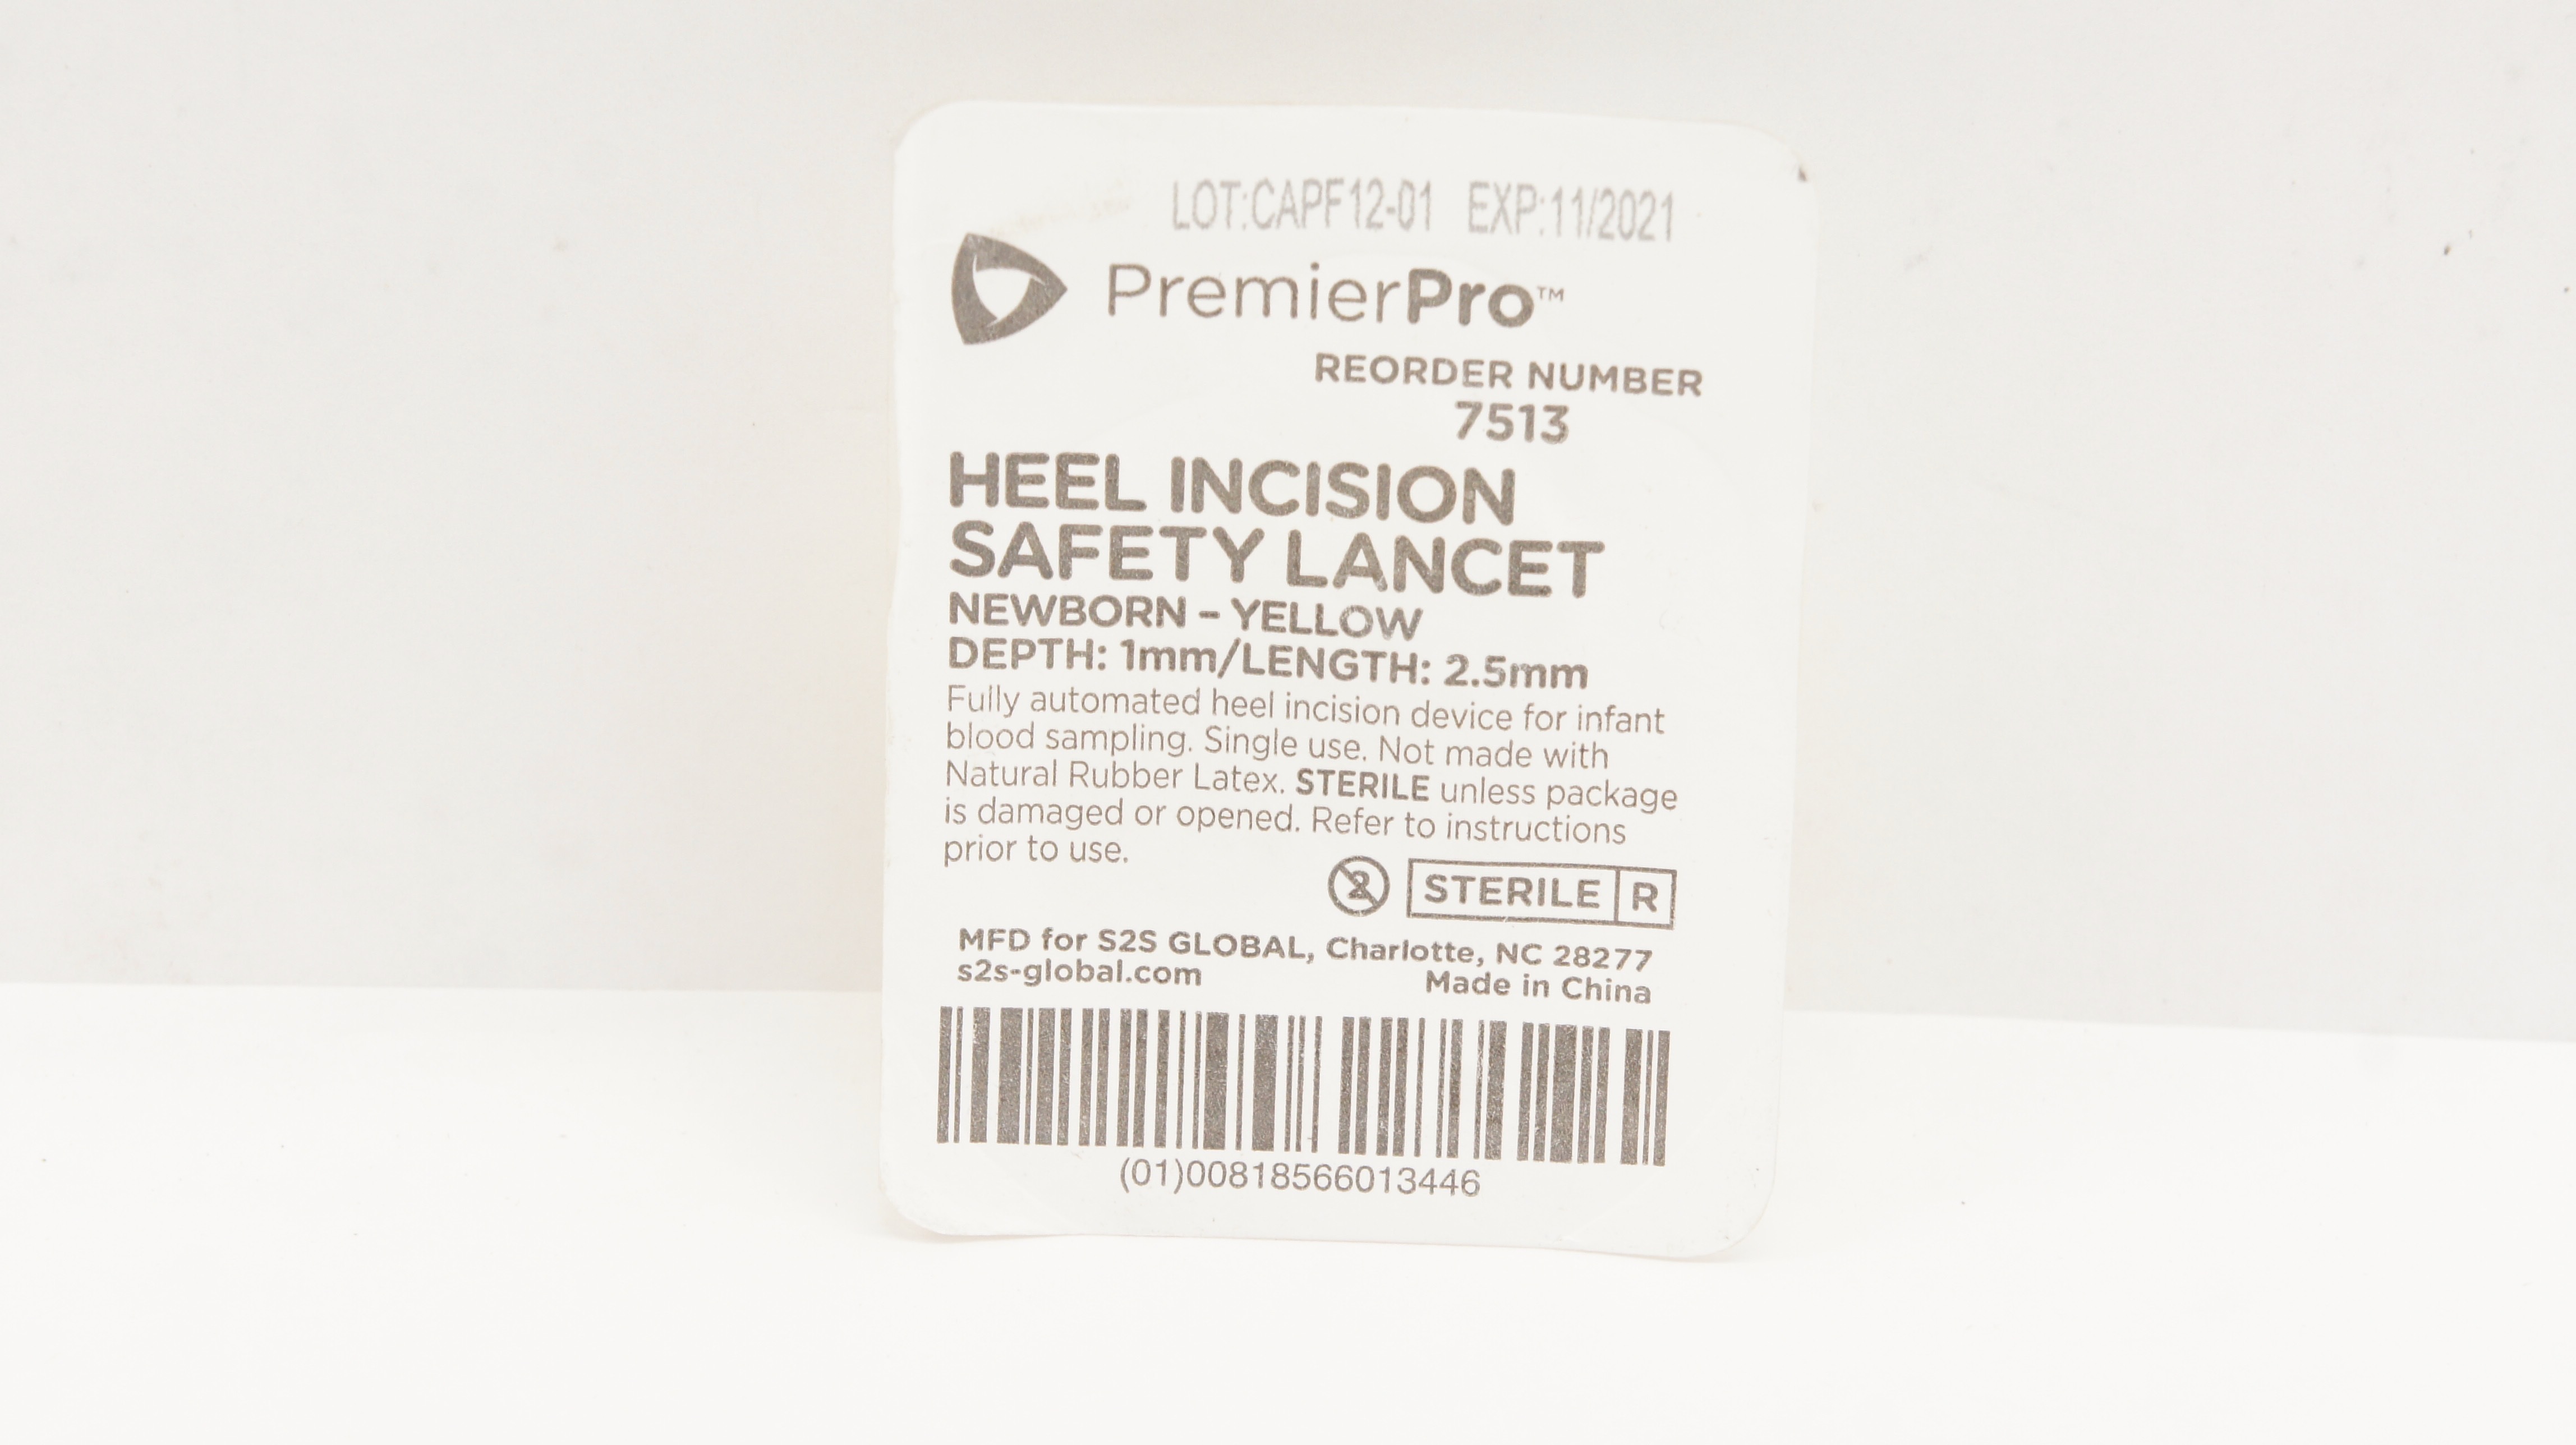 LOT:CAPF12-01 EXP:11/2021
PremierPro™
REORDER NUMBER
7513
HEEL INCISION
SAFETY LANCET
NEWBORN – YELLOW
DEPTH: 1mm/LENGTH: 2.5mm
Fully automated heel incision device for infant
blood sampling. Single use. Not made with
Natural Rubber Latex. STERILE unless package
is damaged or opened. Refer to instructions
prior to use.
2 STERILE R
MFD for S2S GLOBAL, Charlotte, NC 28277
s2s-global.com Made in China
(01)00818566013446